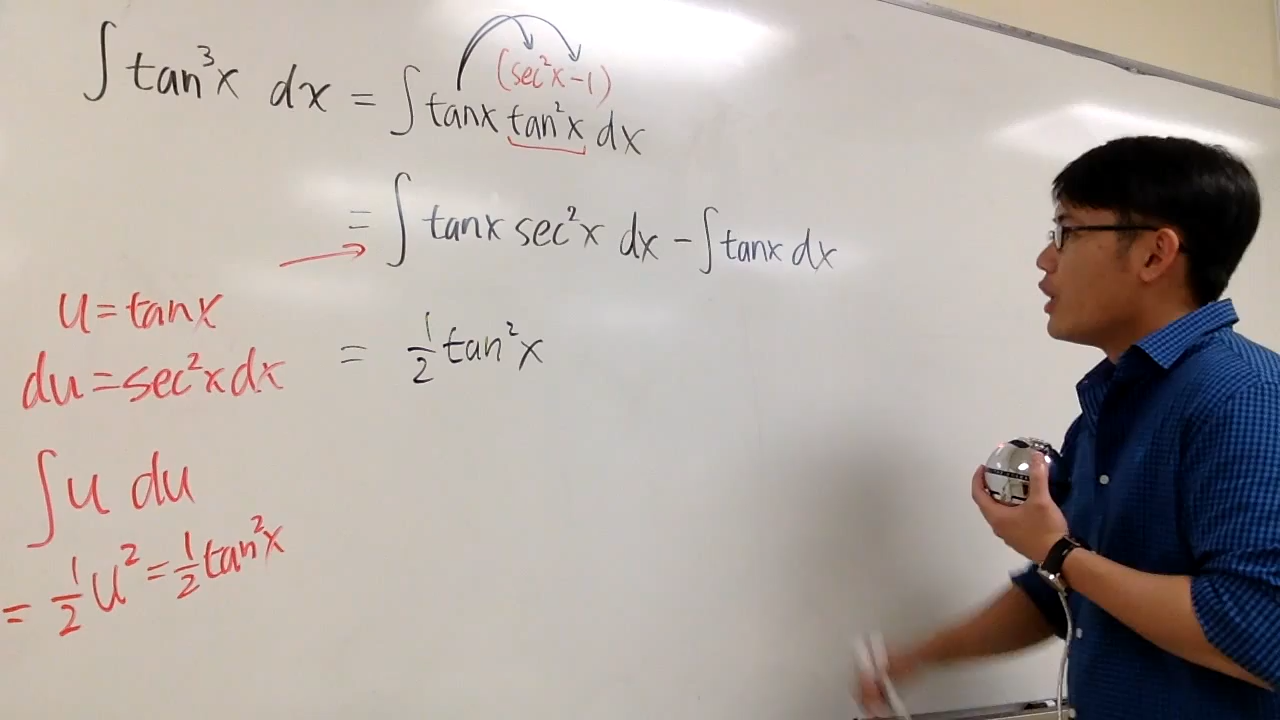 ∫ tan³x dx = ∫ tanx tan²x dx
(sec²x-1)
= ∫ tanx sec²x dx - ∫ tanx dx
= ½ tan²x
u = tanx
du = sec²x dx
∫ u du
= ½ u² = ½ tan²x